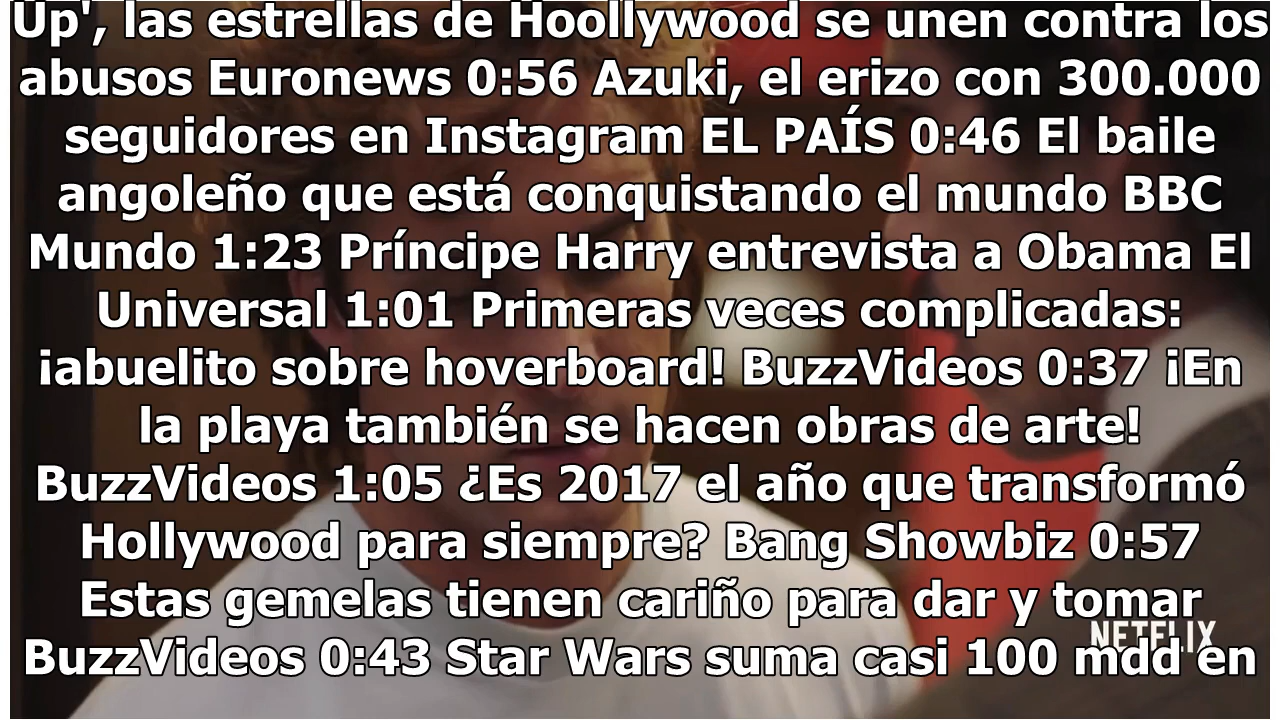 Up', las estrellas de Hoollywood se unen contra los
abusos Euronews 0:56 Azuki, el erizo con 300.000
seguidores en Instagram EL PAÍS 0:46 El baile
angoleño que está conquistando el mundo BBC
Mundo 1:23 Príncipe Harry entrevista a Obama El
Universal 1:01 Primeras veces complicadas:
¡abuelito sobre hoverboard! BuzzVideos 0:37 ¡En
la playa también se hacen obras de arte!
BuzzVideos 1:05 ¿Es 2017 el año que transformó
Hollywood para siempre? Bang Showbiz 0:57
Estas gemelas tienen cariño para dar y tomar
BuzzVideos 0:43 Star Wars suma casi 100 mdd en
NETFLIX